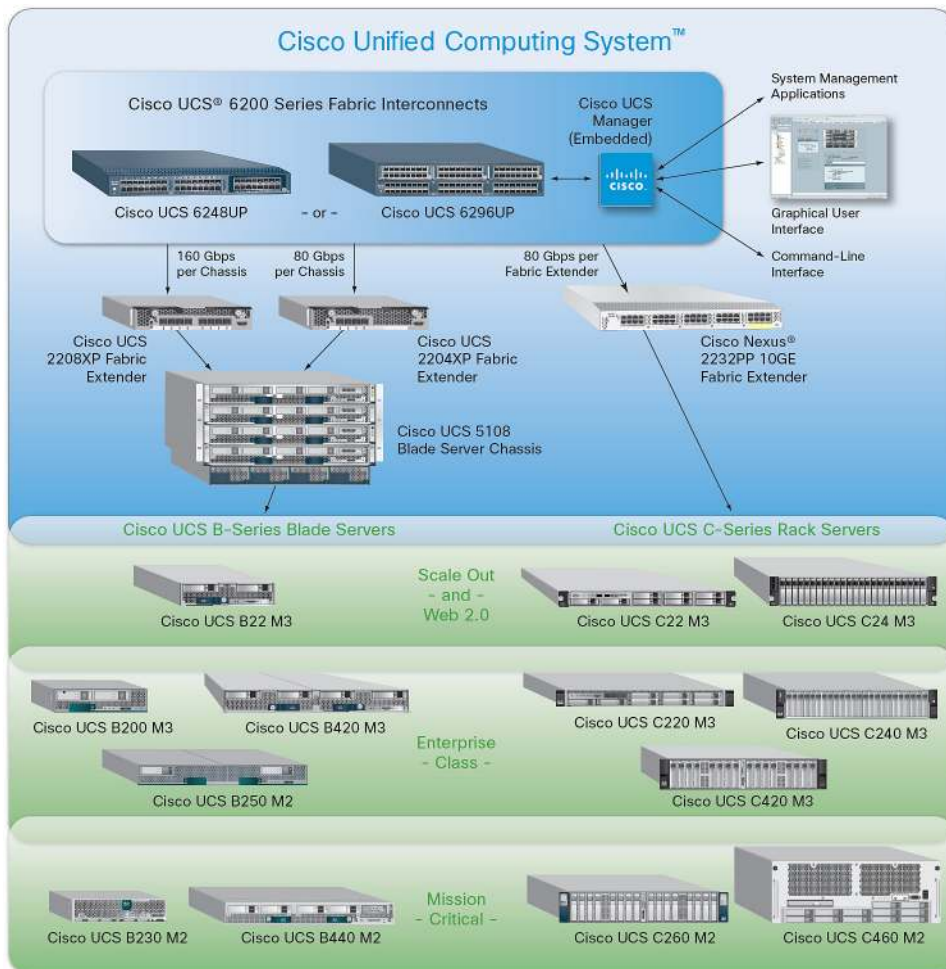 Cisco Unified Computing System™
Cisco UCS® 6200 Series Fabric Interconnects
Cisco UCS
Manager
(Embedded)
System Management
Applications
CISCO
Cisco UCS 6248UP
- or -
Cisco UCS 6296UP
Graphical User
Interface
Command-Line
Interface
160 Gbps
per Chassis
80 Gbps
per Chassis
80 Gbps per
Fabric Extender
Cisco UCS
2208XP Fabric
Extender
Cisco UCS
2204XP Fabric
Extender
Cisco Nexus®
2232PP 10GE
Fabric Extender
Cisco UCS 5108
Blade Server Chassis
Cisco UCS B-Series Blade Servers
Cisco UCS C-Series Rack Servers
Cisco UCS B22 M3
Scale Out
- and -
Web 2.0
Cisco UCS C22 M3
Cisco UCS C24 M3
Cisco UCS B200 M3
Cisco UCS B420 M3
Cisco UCS C220 M3
Cisco UCS C240 M3
Enterprise
- Class -
Cisco UCS B250 M2
Cisco UCS C420 M3
Mission
- Critical -
Cisco UCS B230 M2
Cisco UCS B440 M2
Cisco UCS C260 M2
Cisco UCS C460 M2